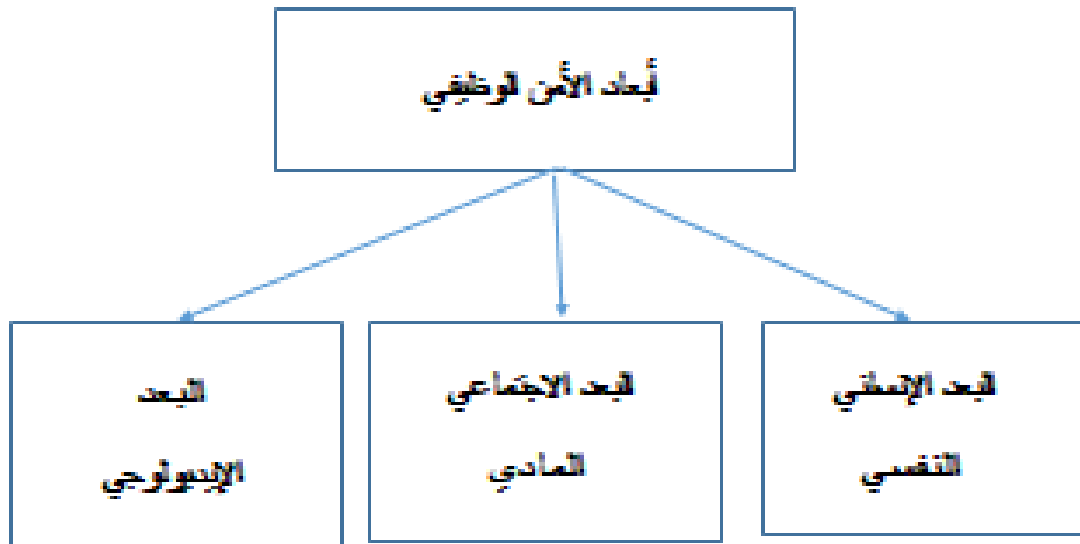 أبعاد الأمن الوظيفي
البعد الإنساني
النفسي
البعد الاجتماعي
المادي
البعد
الإيديولوجي